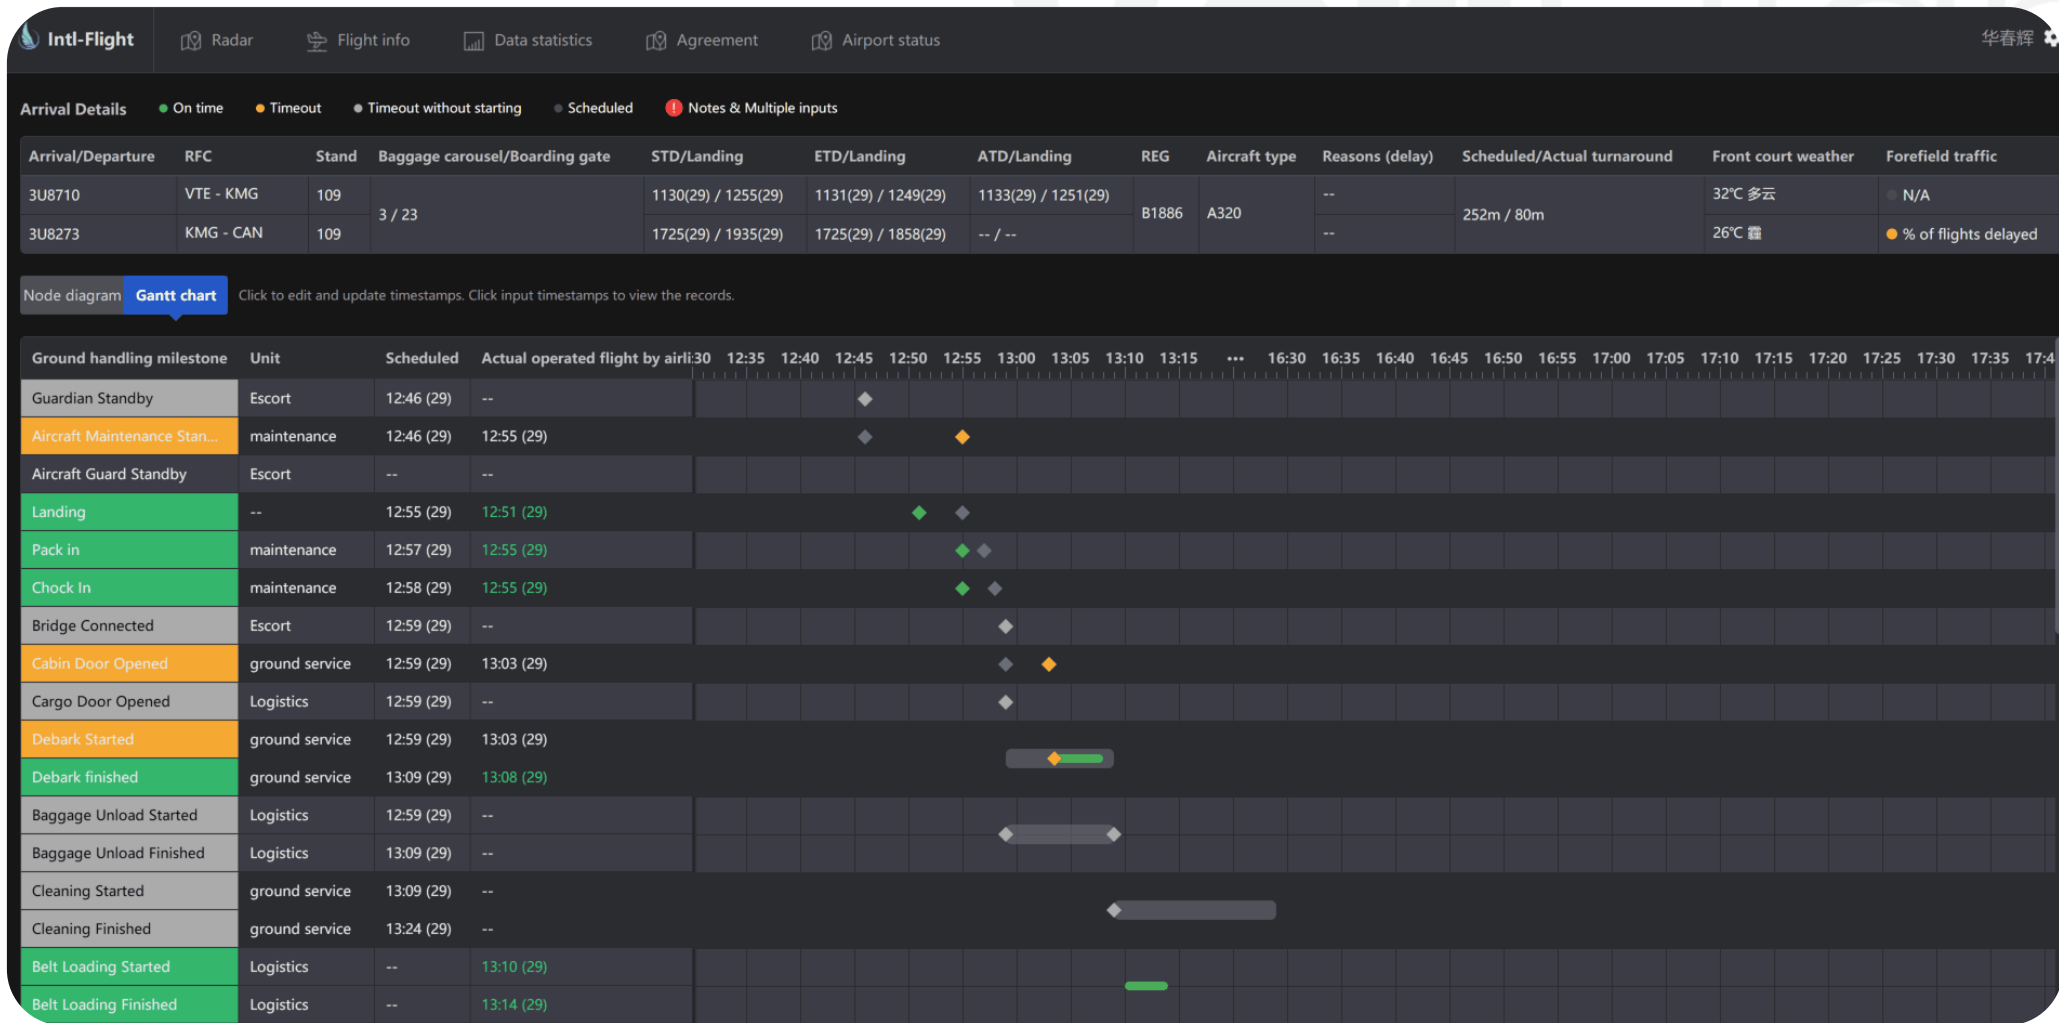 Intl-Flight Radar Flight info Data statistics Agreement Airport status 华春辉
Arrival Details On time Timeout Timeout without starting Scheduled ! Notes & Multiple inputs
Arrival/Departure RFC Stand Baggage carousel/Boarding gate STD/Landing ETD/Landing ATD/Landing REG Aircraft type Reasons (delay) Scheduled/Actual turnaround Front court weather Forefield traffic
3U8710 VTE - KMG 109 3 / 23 1130(29) / 1255(29) 1131(29) / 1249(29) 1133(29) / 1251(29) B1886 A320 -- 252m / 80m 32℃ 多云 N/A
3U8273 KMG - CAN 109 1725(29) / 1935(29) 1725(29) / 1858(29) -- / -- -- 26℃ 霾 % of flights delayed
Node diagram Gantt chart Click to edit and update timestamps. Click input timestamps to view the records.
Ground handling milestone Unit Scheduled Actual operated flight by airli :30 12:35 12:40 12:45 12:50 12:55 13:00 13:05 13:10 13:15 ••• 16:30 16:35 16:40 16:45 16:50 16:55 17:00 17:05 17:10 17:15 17:20 17:25 17:30 17:35 17:4
Guardian Standby Escort 12:46 (29) --
Aircraft Maintenance Stan... maintenance 12:46 (29) 12:55 (29)
Aircraft Guard Standby Escort -- --
Landing -- 12:55 (29) 12:51 (29)
Pack in maintenance 12:57 (29) 12:55 (29)
Chock In maintenance 12:58 (29) 12:55 (29)
Bridge Connected Escort 12:59 (29) --
Cabin Door Opened ground service 12:59 (29) 13:03 (29)
Cargo Door Opened Logistics 12:59 (29) --
Debark Started ground service 12:59 (29) 13:03 (29)
Debark finished ground service 13:09 (29) 13:08 (29)
Baggage Unload Started Logistics 12:59 (29) --
Baggage Unload Finished Logistics 13:09 (29) --
Cleaning Started ground service 13:09 (29) --
Cleaning Finished ground service 13:24 (29) --
Belt Loading Started Logistics -- 13:10 (29)
Belt Loading Finished Logistics -- 13:14 (29)